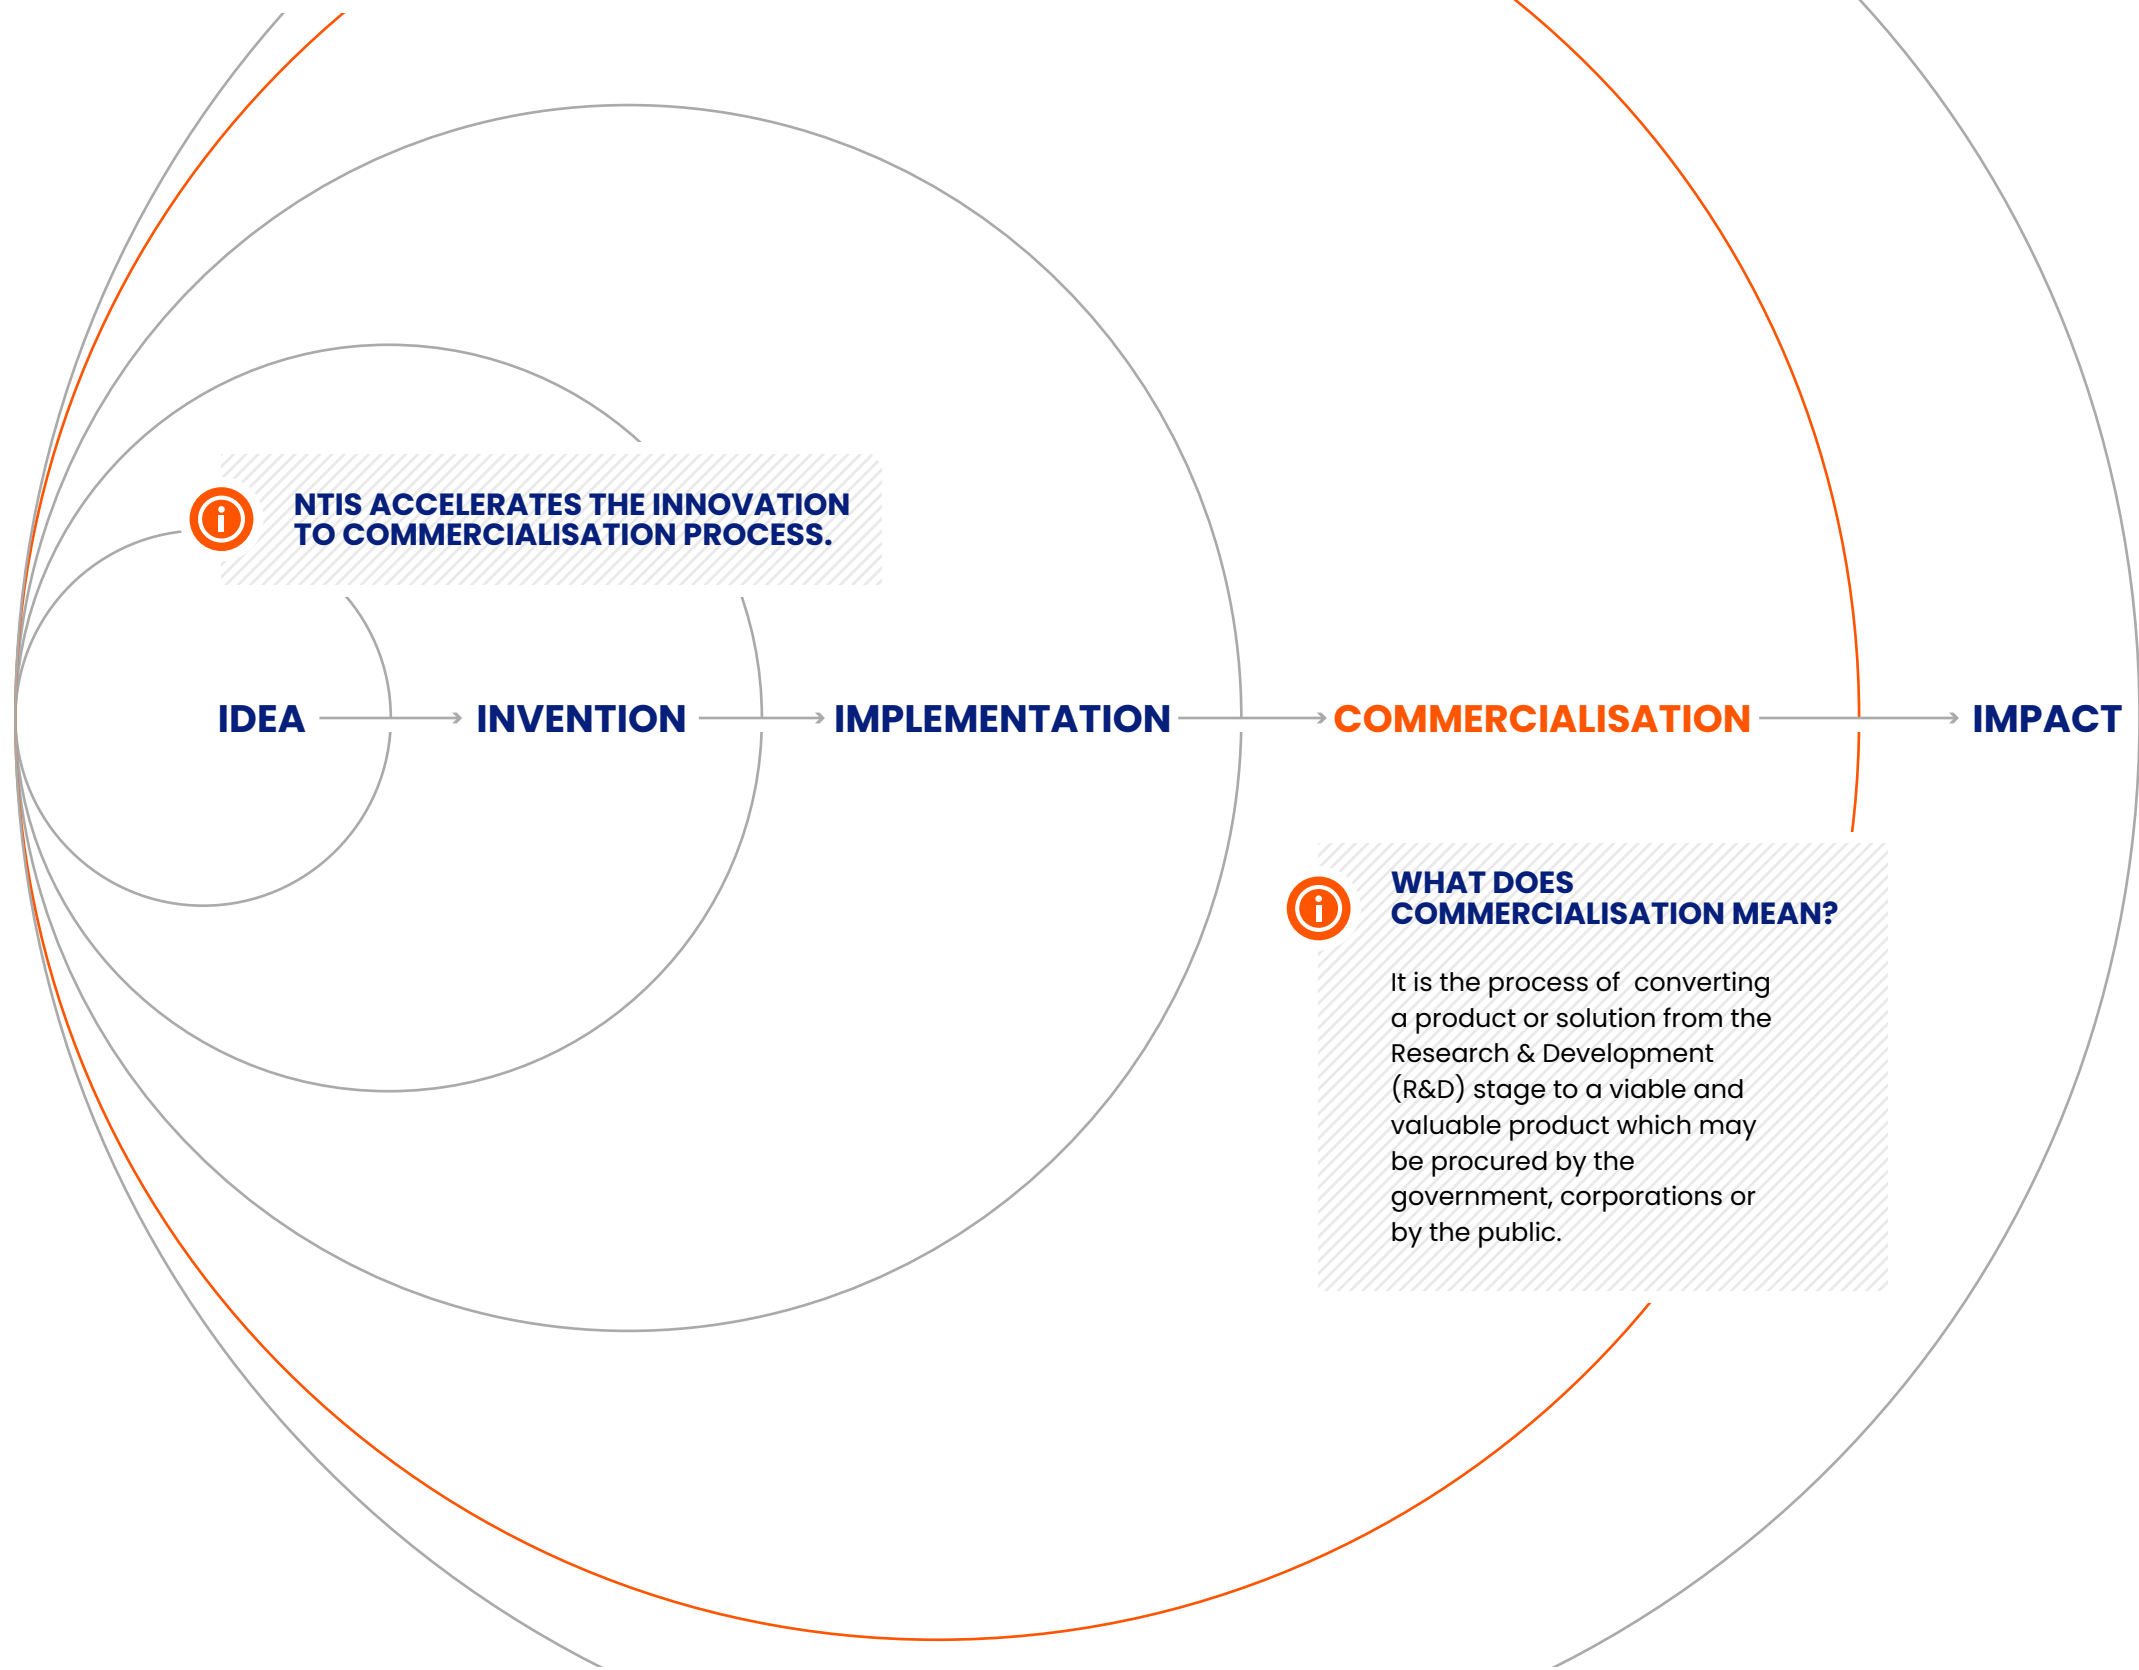 NTIS ACCELERATES THE INNOVATION
TO COMMERCIALISATION PROCESS.
IDEA
INVENTION
IMPLEMENTATION
COMMERCIALISATION
IMPACT
WHAT DOES
COMMERCIALISATION MEAN?
It is the process of  converting
a product or solution from the
Research & Development
(R&D) stage to a viable and
valuable product which may
be procured by the
government, corporations or
by the public.